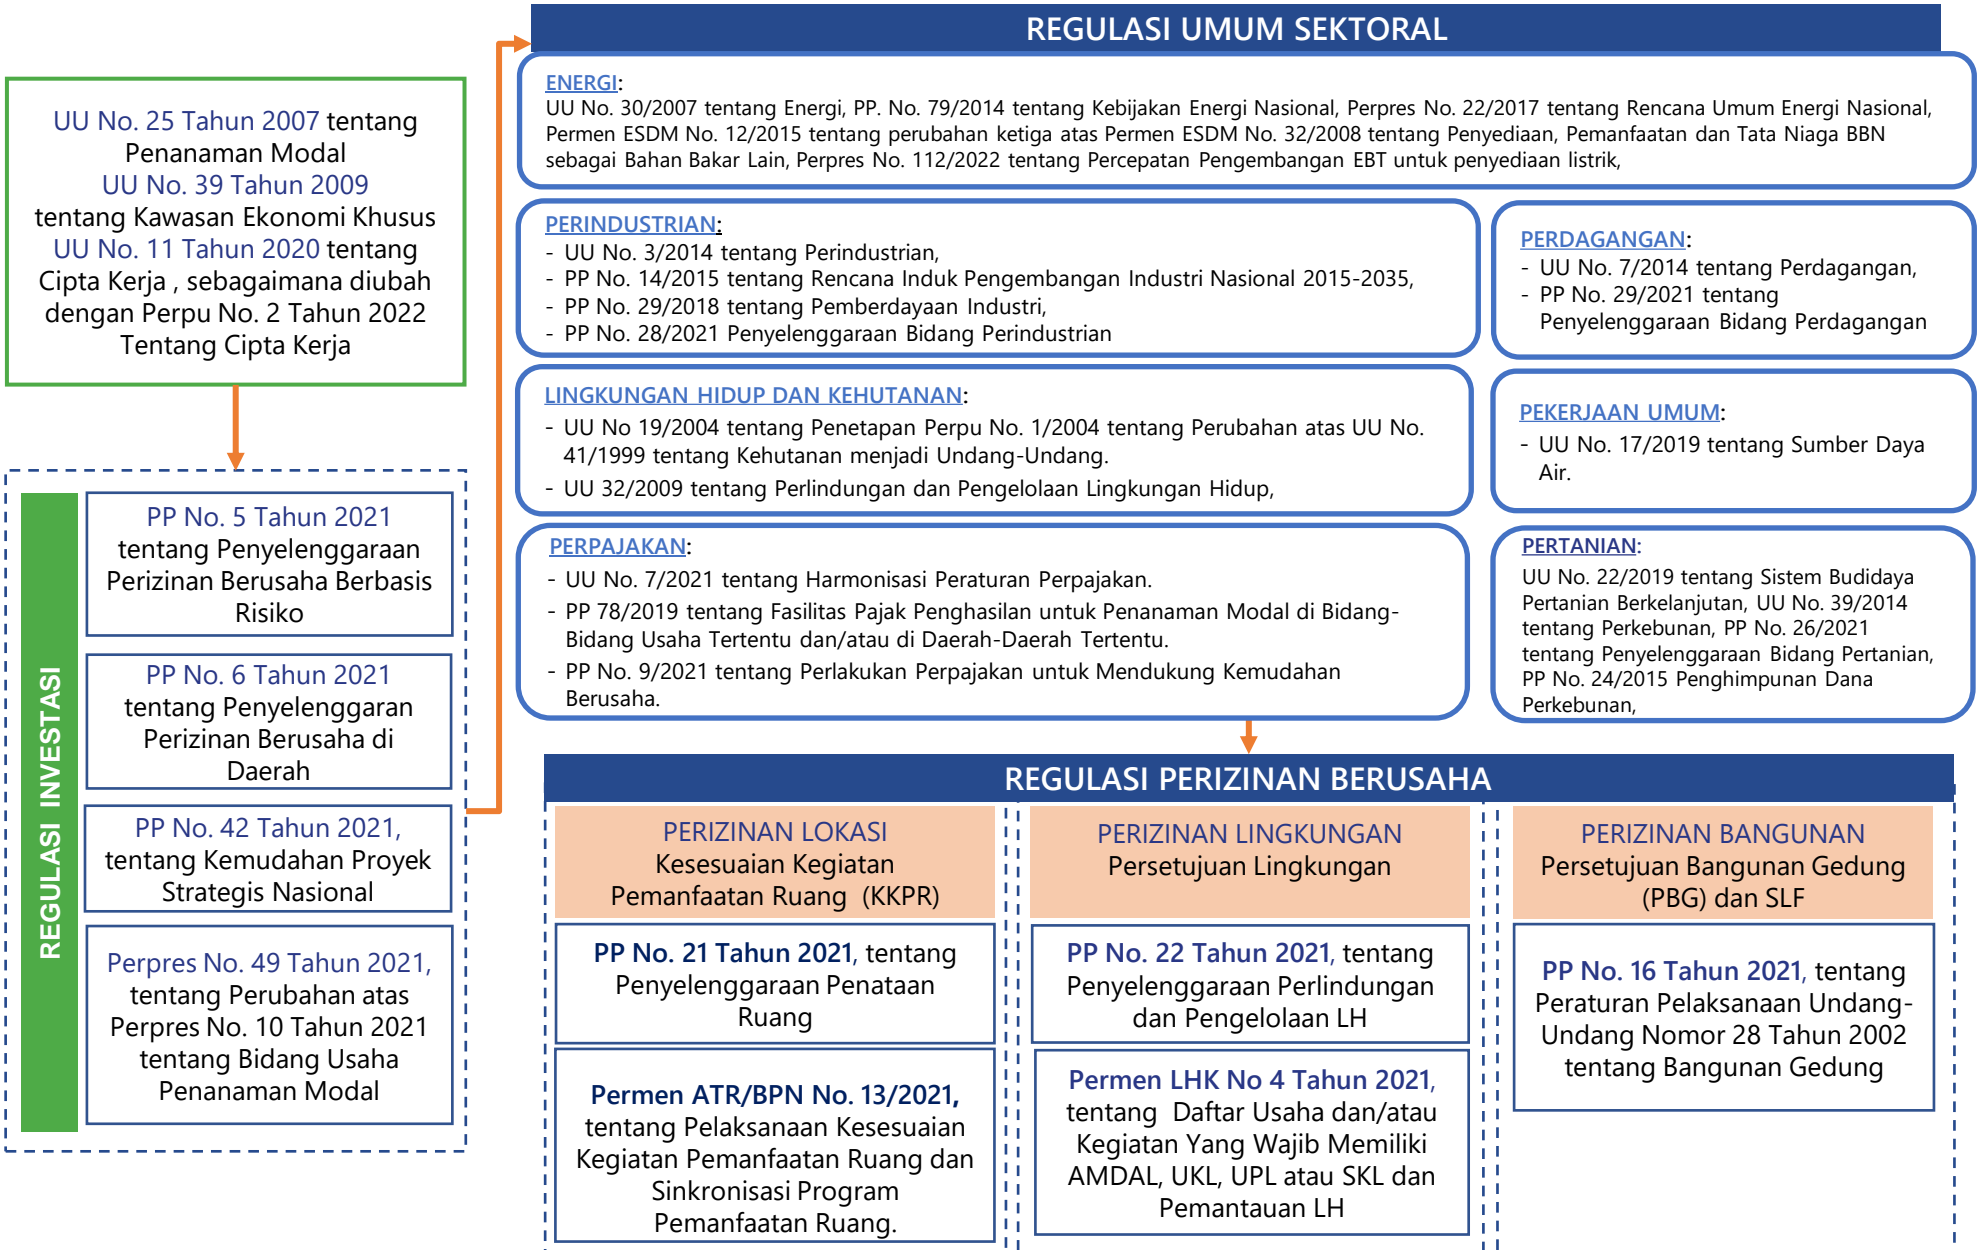 UU No. 25 Tahun 2007 tentang
Penanaman Modal
UU No. 39 Tahun 2009
tentang Kawasan Ekonomi Khusus
UU No. 11 Tahun 2020 tentang
Cipta Kerja , sebagaimana diubah
dengan Perpu No. 2 Tahun 2022
Tentang Cipta Kerja
REGULASI INVESTASI
PP No. 5 Tahun 2021
tentang Penyelenggaraan
Perizinan Berusaha Berbasis
Risiko
PP No. 6 Tahun 2021
tentang Penyelenggaran
Perizinan Berusaha di
Daerah
PP No. 42 Tahun 2021,
tentang Kemudahan Proyek
Strategis Nasional
Perpres No. 49 Tahun 2021,
tentang Perubahan atas
Perpres No. 10 Tahun 2021
tentang Bidang Usaha
Penanaman Modal
REGULASI UMUM SEKTORAL
ENERGI:
UU No. 30/2007 tentang Energi, PP. No. 79/2014 tentang Kebijakan Energi Nasional, Perpres No. 22/2017 tentang Rencana Umum Energi Nasional,
Permen ESDM No. 12/2015 tentang perubahan ketiga atas Permen ESDM No. 32/2008 tentang Penyediaan, Pemanfaatan dan Tata Niaga BBN
sebagai Bahan Bakar Lain, Perpres No. 112/2022 tentang Percepatan Pengembangan EBT untuk penyediaan listrik,
PERINDUSTRIAN:
- UU No. 3/2014 tentang Perindustrian,
- PP No. 14/2015 tentang Rencana Induk Pengembangan Industri Nasional 2015-2035,
- PP No. 29/2018 tentang Pemberdayaan Industri,
- PP No. 28/2021 Penyelenggaraan Bidang Perindustrian
PERDAGANGAN:
- UU No. 7/2014 tentang Perdagangan,
- PP No. 29/2021 tentang
Penyelenggaraan Bidang Perdagangan
LINGKUNGAN HIDUP DAN KEHUTANAN:
- UU No 19/2004 tentang Penetapan Perpu No. 1/2004 tentang Perubahan atas UU No.
41/1999 tentang Kehutanan menjadi Undang-Undang.
- UU 32/2009 tentang Perlindungan dan Pengelolaan Lingkungan Hidup,
PEKERJAAN UMUM:
- UU No. 17/2019 tentang Sumber Daya
Air.
PERPAJAKAN:
- UU No. 7/2021 tentang Harmonisasi Peraturan Perpajakan.
- PP 78/2019 tentang Fasilitas Pajak Penghasilan untuk Penanaman Modal di Bidang-
Bidang Usaha Tertentu dan/atau di Daerah-Daerah Tertentu.
- PP No. 9/2021 tentang Perlakukan Perpajakan untuk Mendukung Kemudahan
Berusaha.
PERTANIAN:
UU No. 22/2019 tentang Sistem Budidaya
Pertanian Berkelanjutan, UU No. 39/2014
tentang Perkebunan, PP No. 26/2021
tentang Penyelenggaraan Bidang Pertanian,
PP No. 24/2015 Penghimpunan Dana
Perkebunan,
REGULASI PERIZINAN BERUSAHA
PERIZINAN LOKASI
Kesesuaian Kegiatan
Pemanfaatan Ruang (KKPR)
PP No. 21 Tahun 2021, tentang
Penyelenggaraan Penataan
Ruang
Permen ATR/BPN No. 13/2021,
tentang Pelaksanaan Kesesuaian
Kegiatan Pemanfaatan Ruang dan
Sinkronisasi Program
Pemanfaatan Ruang.
PERIZINAN LINGKUNGAN
Persetujuan Lingkungan
PP No. 22 Tahun 2021, tentang
Penyelenggaraan Perlindungan
dan Pengelolaan LH
Permen LHK No 4 Tahun 2021,
tentang Daftar Usaha dan/atau
Kegiatan Yang Wajib Memiliki
AMDAL, UKL, UPL atau SKL dan
Pemantauan LH
PERIZINAN BANGUNAN
Persetujuan Bangunan Gedung
(PBG) dan SLF
PP No. 16 Tahun 2021, tentang
Peraturan Pelaksanaan Undang-
Undang Nomor 28 Tahun 2002
tentang Bangunan Gedung